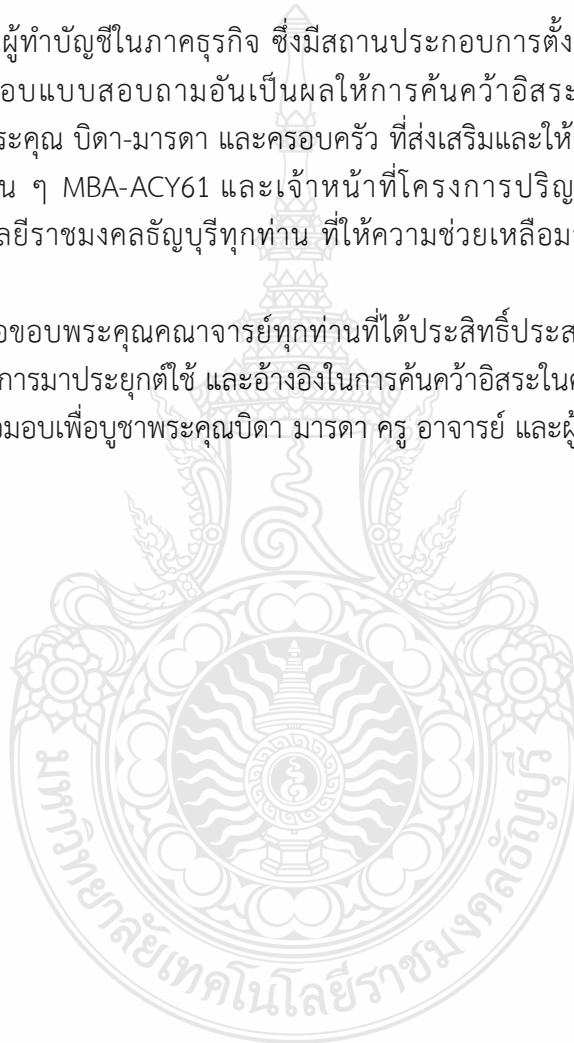 ผู้ทำบัญชีในภาคธุรกิจ ซึ่งมีสถานประกอบการตั้ง
อบแบบสอบถามอันเป็นผลให้การค้นคว้าอิสระ
ระคุณ บิดา-มารดา และครอบครัว ที่ส่งเสริมและให้
น ๆ MBA-ACY61 และเจ้าหน้าที่โครงการปริญ
ลยีราชมงคลธัญบุรีทุกท่าน ที่ให้ความช่วยเหลือม
อขอบพระคุณคณาจารย์ทุกท่านที่ได้ประสิทธิ์ประส
การมาประยุกต์ใช้ และอ้างอิงในการค้นคว้าอิสระใน
มอบเพื่อบูชาพระคุณบิดา มารดา ครู อาจารย์ และผู้
มหาวิทยาลัยเทคโนโลยีราชมงคลธัญบุรี